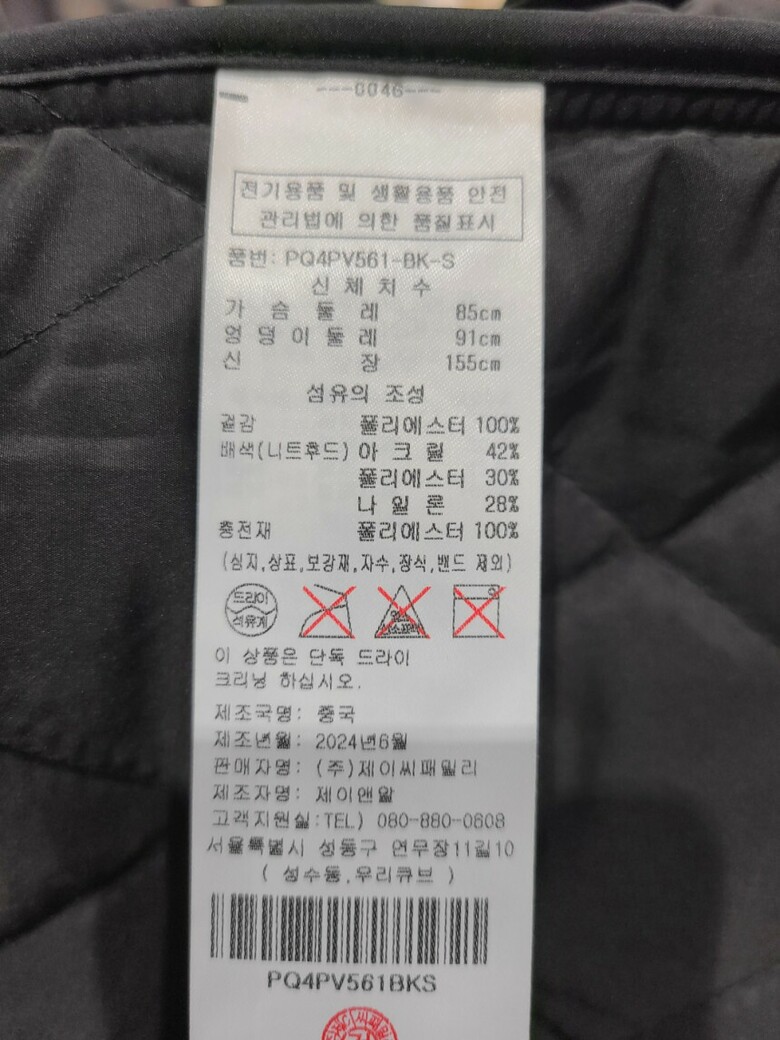 ---0046---
전기용품 및 생활용품 안전
관리법에 의한 품질표시
품번: PQ4PV561-BK-S
신 체 치 수
가 슴 둘 레 85cm
엉 덩 이 둘 레 91cm
신 장 155cm
섬유의 조성
겉감 폴리에스터 100%
배색(니트후드) 아 크 릴 42%
폴리에스터 30%
나 일 론 28%
충전재 폴리에스터 100%
(심지,상표,보강재,자수,장식,밴드 제외)
드라이
석유계
이 상품은 단독 드라이
크리닝 하십시오.
제조국명: 중국
제조년월: 2024년6월
판매자명: (주)제이씨패밀리
제조자명: 제이앤왈
고객지원실:TEL) 080-880-0608
서울특별시 성동구 연무장11길10
( 성수동,우리큐브 )
PQ4PV561BKS